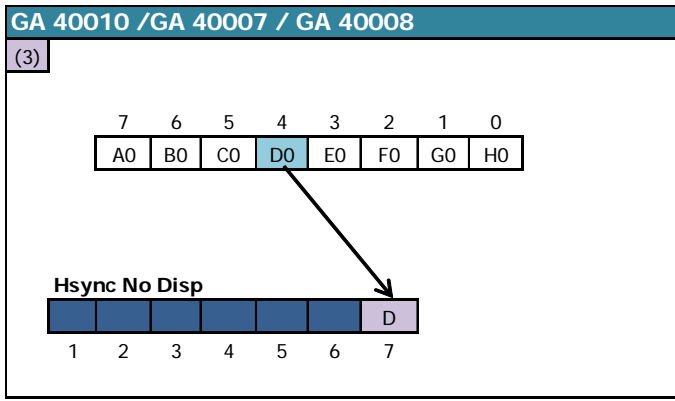 GA 40010 /GA 40007 / GA 40008
(3)
7 6 5 4 3 2 1 0
A0 B0 C0 D0 E0 F0 G0 H0
Hsync No Disp
D
1 2 3 4 5 6 7